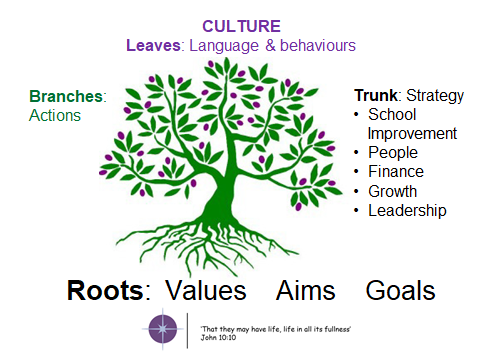 CULTURE
Leaves: Language & behaviours
Branches:
Actions
Trunk: Strategy
• School
Improvement
• People
• Finance
• Growth
• Leadership
Roots: Values Aims Goals
'That they may have life, life in all its fullness'
John 10:10